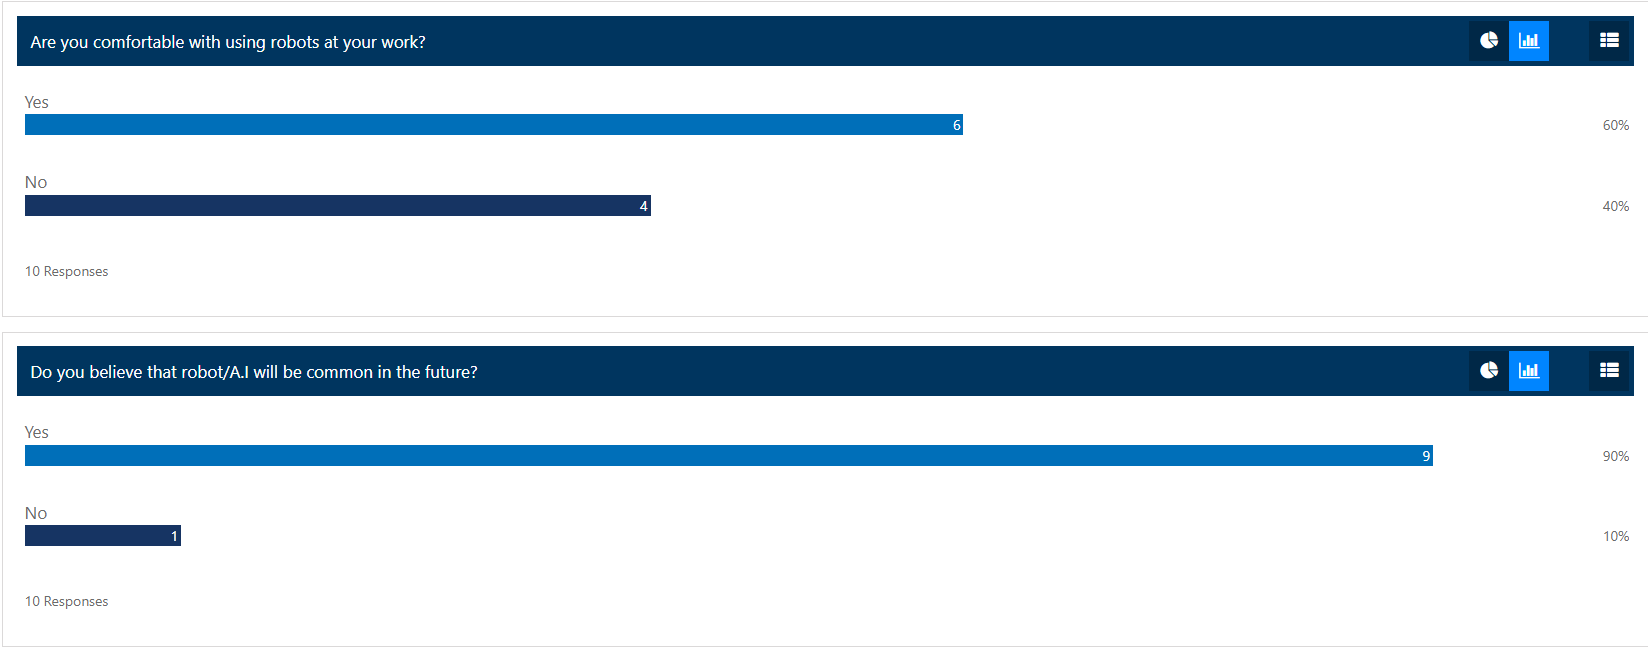 Are you comfortable with using robots at your work?
Yes
6 60%
No
4 40%
10 Responses
Do you believe that robot/A.I will be common in the future?
Yes
9 90%
No
1 10%
10 Responses